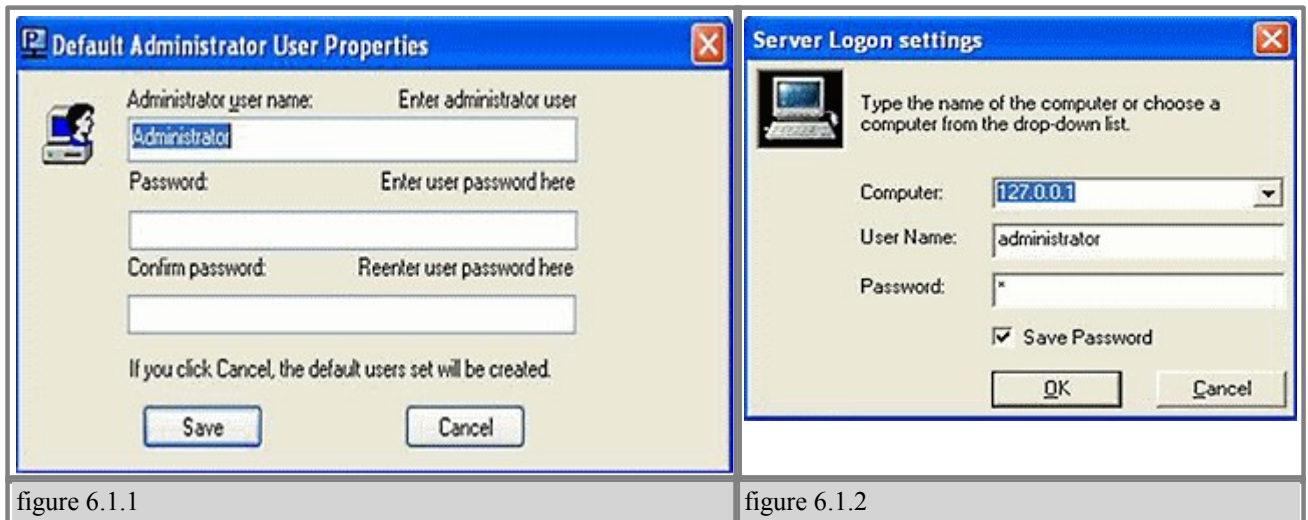 Default Administrator User Properties
Administrator user name: Enter administrator user
Administrator
Password: Enter user password here
Confirm password: Reenter user password here
If you click Cancel, the default users set will be created.
Save Cancel
figure 6.1.1
Server Logon settings
Type the name of the computer or choose a
computer from the drop-down list.
Computer: 127.0.0.1
User Name: administrator
Password: *
Save Password
OK Cancel
figure 6.1.2